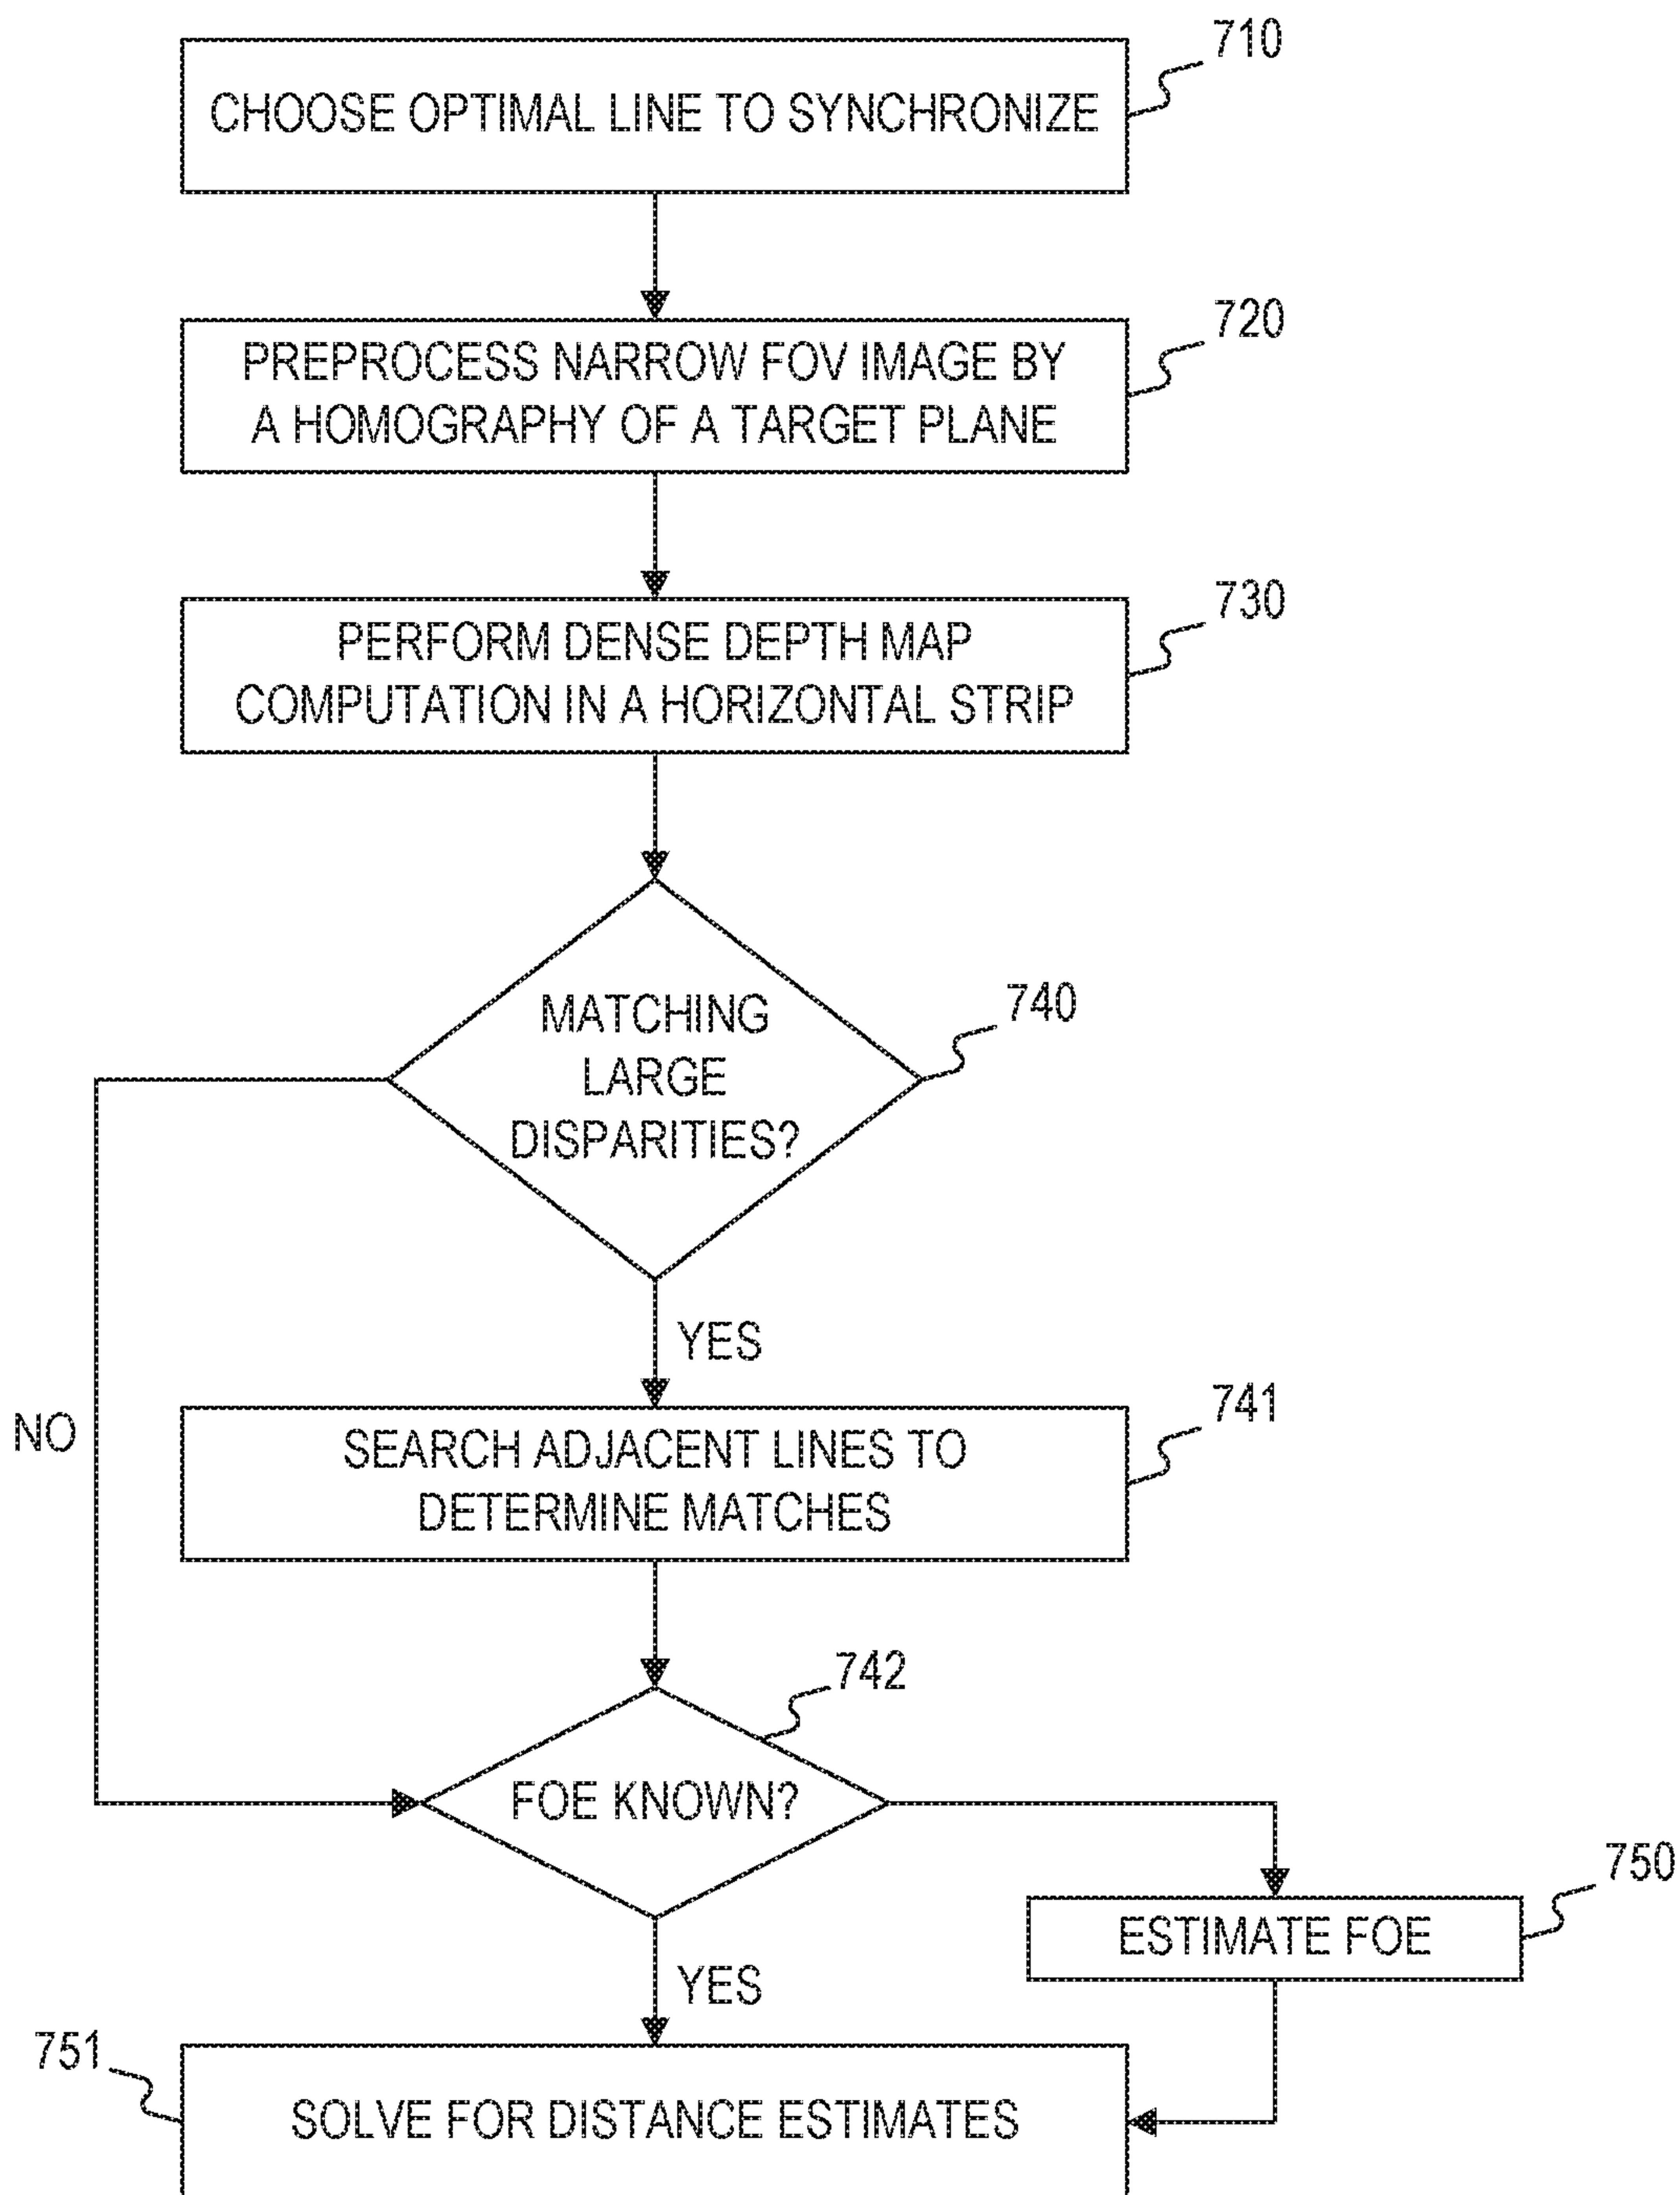 710
CHOOSE OPTIMAL LINE TO SYNCHRONIZE
720
PREPROCESS NARROW FOV IMAGE BY
A HOMOGRAPHY OF A TARGET PLANE
730
PERFORM DENSE DEPTH MAP
COMPUTATION IN A HORIZONTAL STRIP
740
MATCHING
LARGE
DISPARITIES?
YES
NO
741
SEARCH ADJACENT LINES TO
DETERMINE MATCHES
742
FOE KNOWN?
750
ESTIMATE FOE
YES
751
SOLVE FOR DISTANCE ESTIMATES